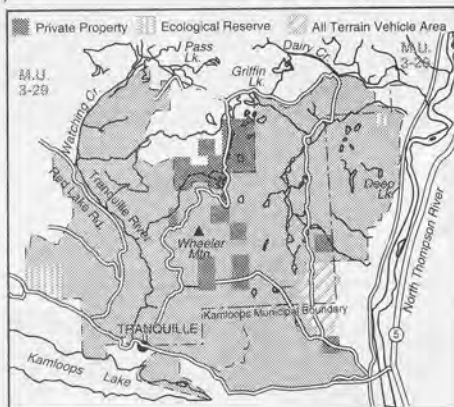 Private Property
Ecological Reserve
All Terrain Vehicle Area
Pass
Lk.
Dairy Cr.
M.U.
3-29
M.U.
3-29
Griffin
Lk.
Watching Cr.
Red Lake Rd.
Tranquille River
Deep
Lk.
Wheeler
Mtn.
North Thompson River
Kamloops Municipal Boundary
TRANQUILLE
5
Kamloops Lake